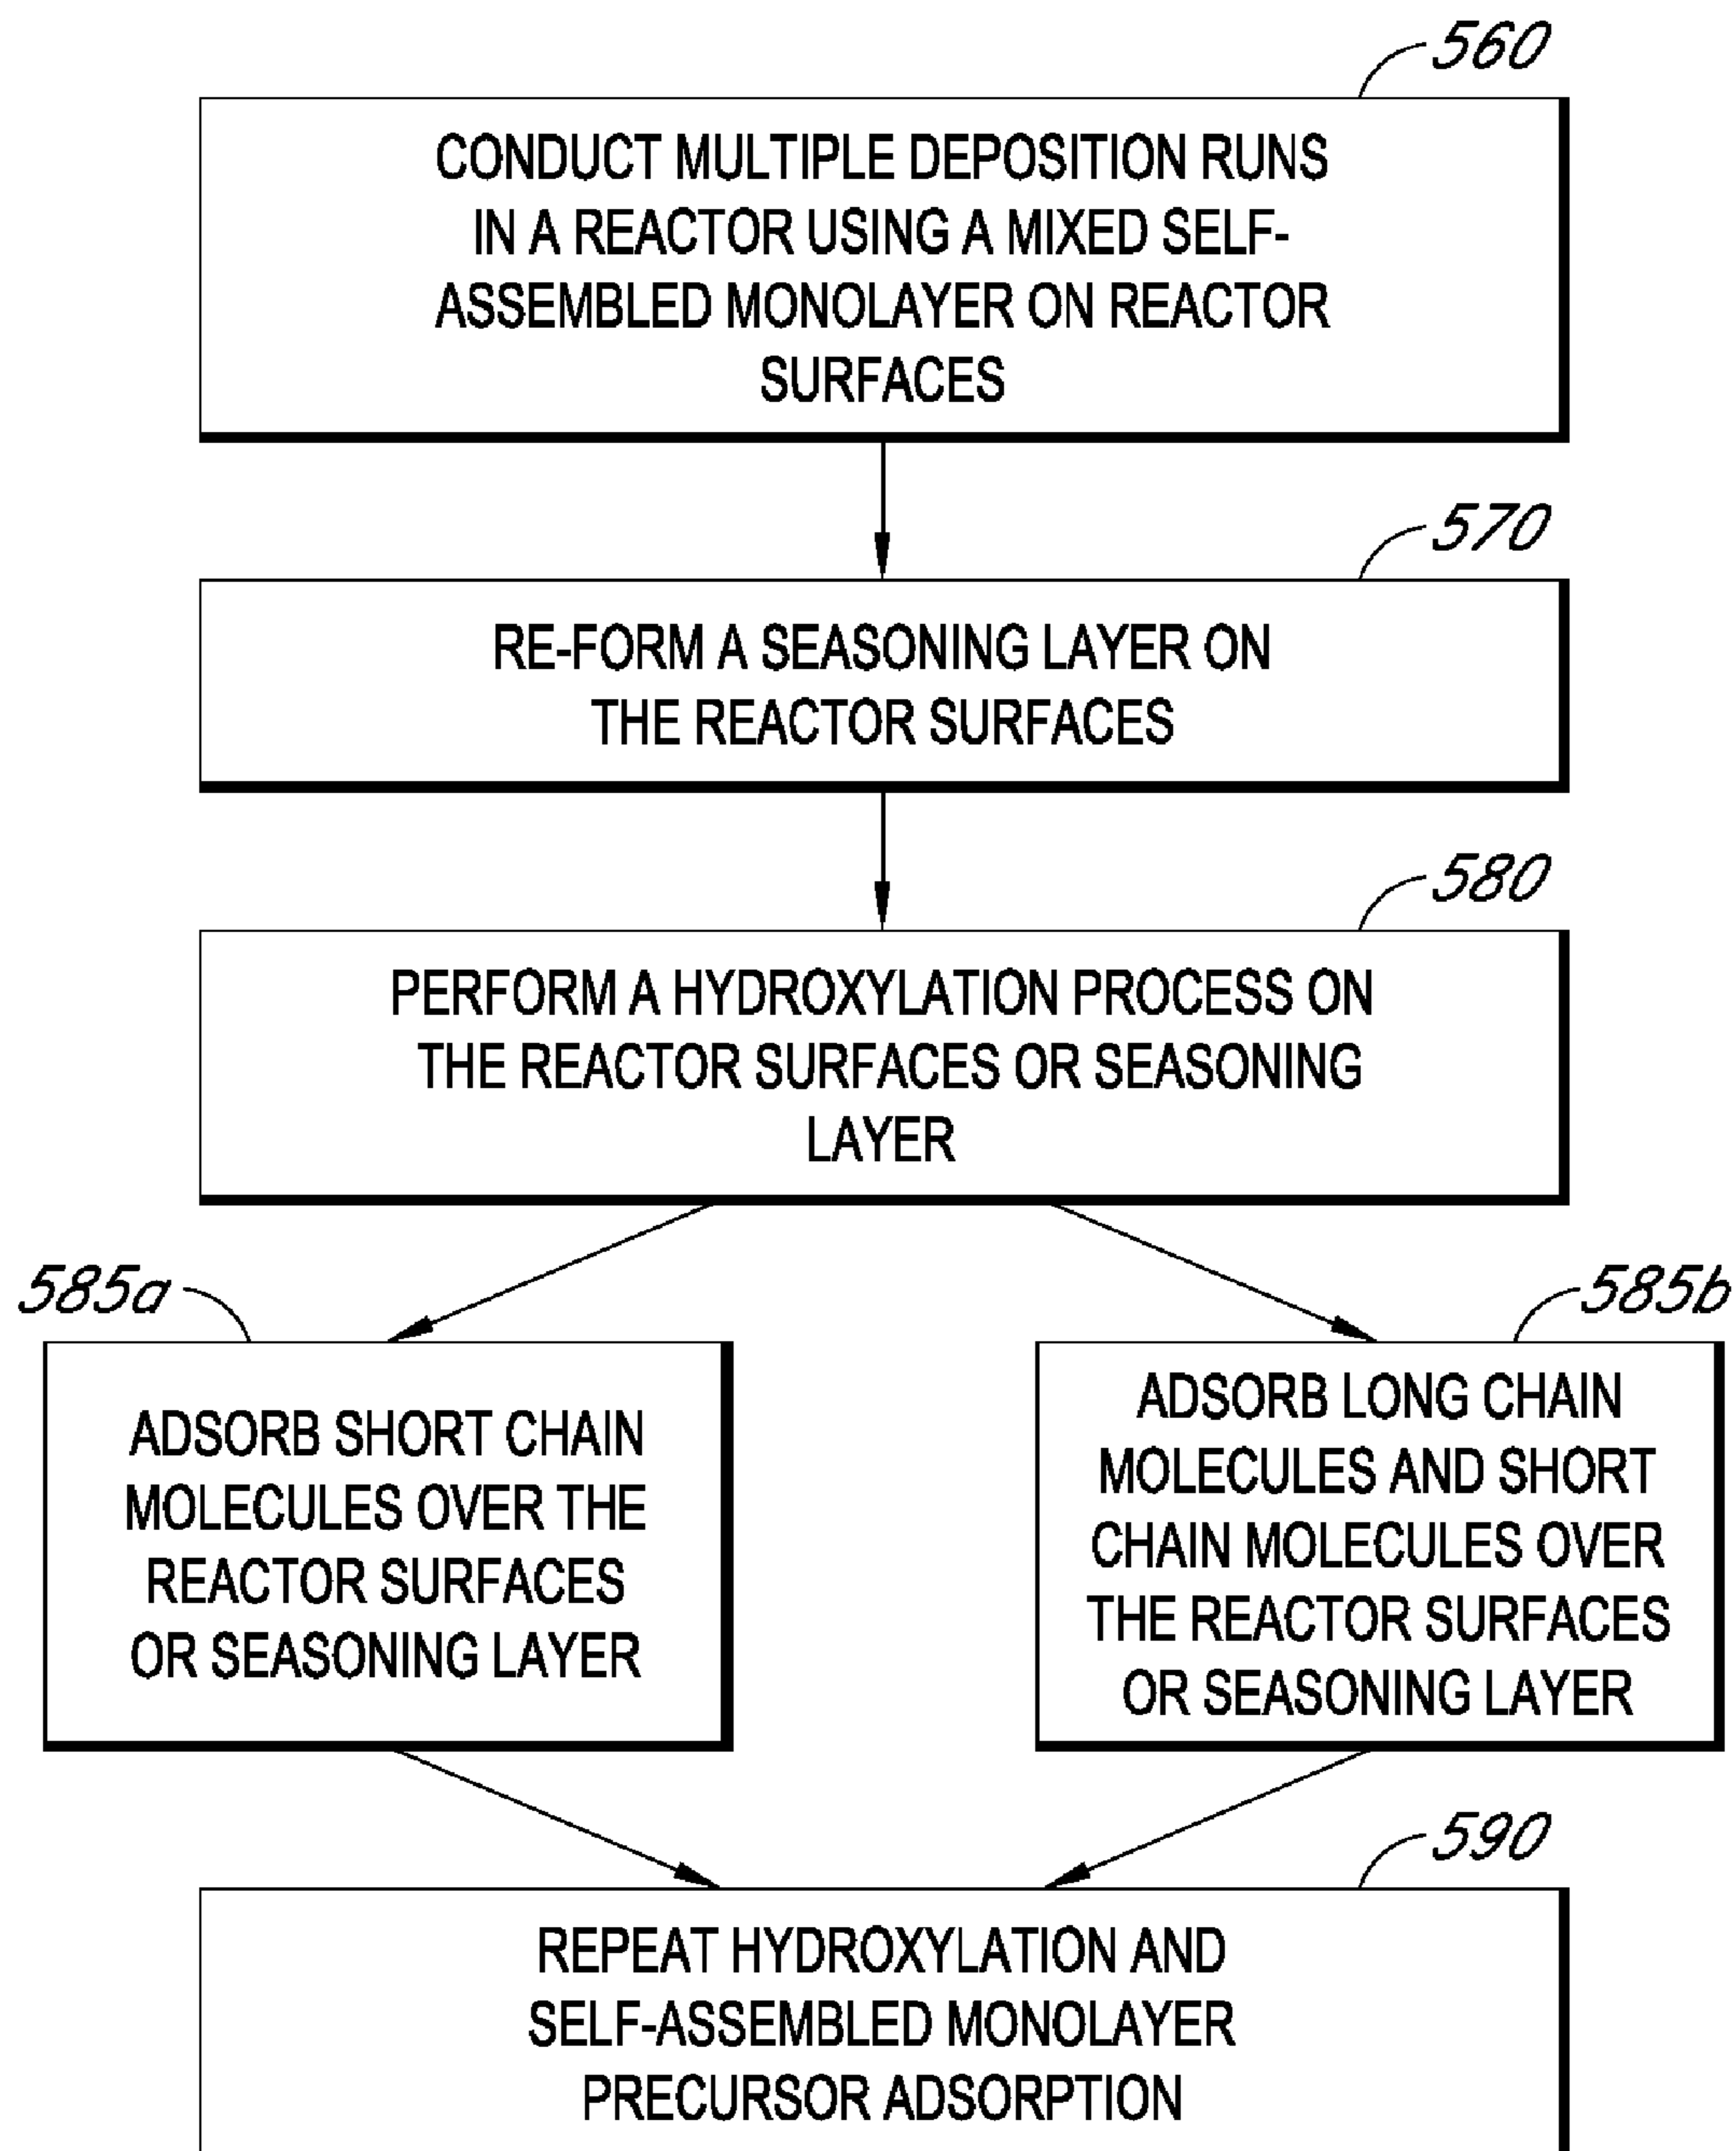 560
CONDUCT MULTIPLE DEPOSITION RUNS
IN A REACTOR USING A MIXED SELF-
ASSEMBLED MONOLAYER ON REACTOR
SURFACES
570
RE-FORM A SEASONING LAYER ON
THE REACTOR SURFACES
580
PERFORM A HYDROXYLATION PROCESS ON
THE REACTOR SURFACES OR SEASONING
LAYER
585a
ADSORB SHORT CHAIN
MOLECULES OVER THE
REACTOR SURFACES
OR SEASONING LAYER
585b
ADSORB LONG CHAIN
MOLECULES AND SHORT
CHAIN MOLECULES OVER
THE REACTOR SURFACES
OR SEASONING LAYER
590
REPEAT HYDROXYLATION AND
SELF-ASSEMBLED MONOLAYER
PRECURSOR ADSORPTION